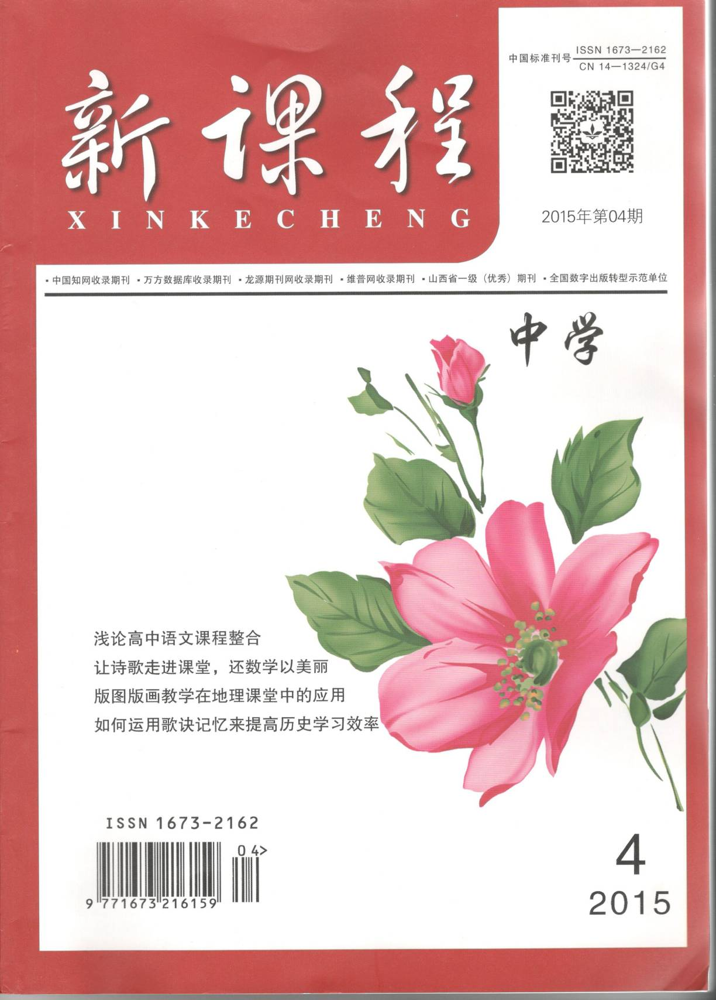 中国标准刊号 ISSN 1673—2162
CN 14—1324/G4
新课程
XINKECHENG
2015年第04期
▪中国知网收录期刊 ▪万方数据库收录期刊 ▪龙源期刊网收录期刊 ▪维普网收录期刊 ▪山西省一级（优秀）期刊 ▪全国数字出版转型示范单位
中学
浅论高中语文课程整合
让诗歌走进课堂，还数学以美丽
版图版画教学在地理课堂中的应用
如何运用歌诀记忆来提高历史学习效率
ISSN 1673-2162
04>
9 771673 216159
4
2015